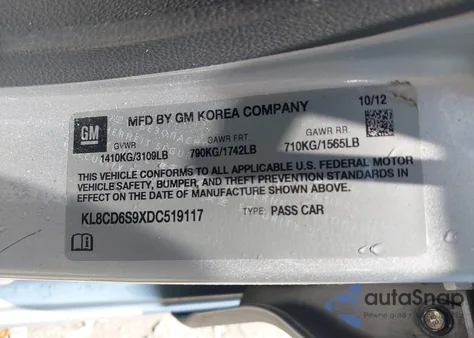 MFD BY GM KOREA COMPANY 10/12
GM
GVWR GAWR FRT. GAWR RR
1410KG/3109LB 790KG/1742LB 710KG/1565LB
THIS VEHICLE CONFORMS TO ALL APPLICABLE U.S. FEDERAL MOTOR
VEHICLE SAFETY, BUMPER, AND THEFT PREVENTION STANDARDS IN
EFFECT ON THE DATE OF MANUFACTURE SHOWN ABOVE.
KL8CD6S9XDC519117 TYPE: PASS CAR
autoSnap